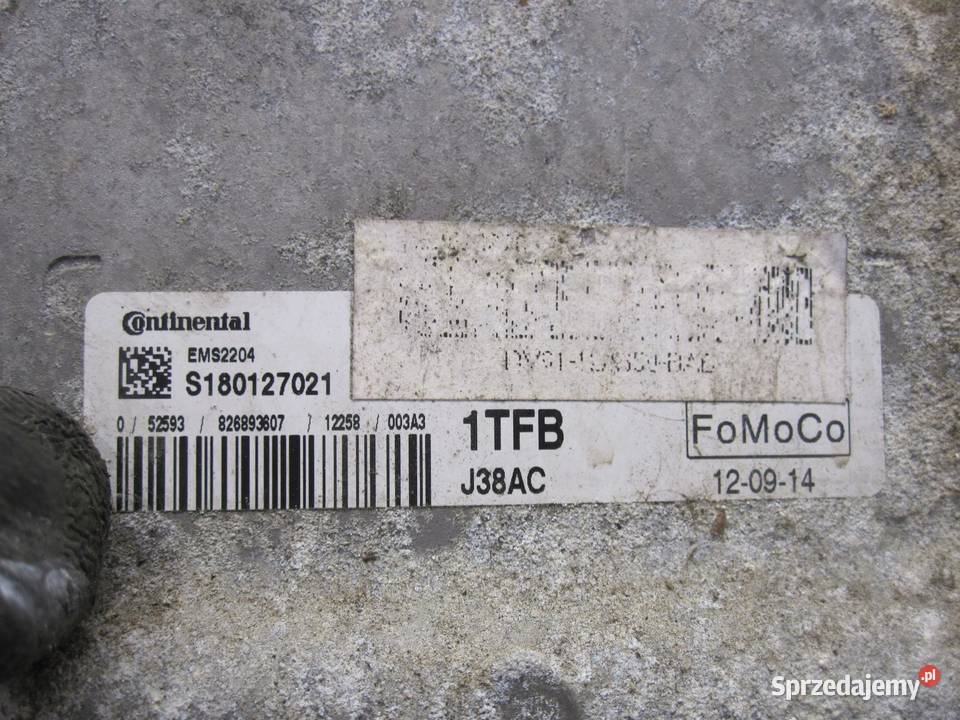 Continental
EMS2204
S180127021
0 / 52593 / 826893607 / 12258 / 003A3
1TFB
J38AC
FoMoCo
12-09-14
Sprzedajemy.pl